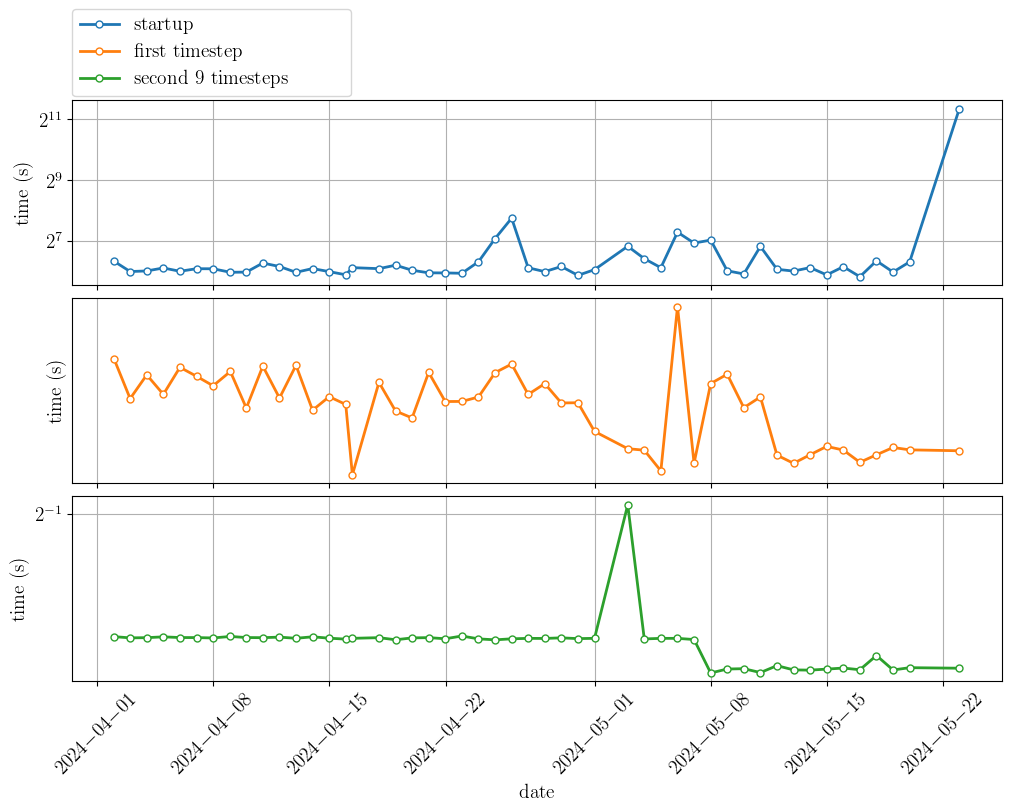 startup
first timestep
second 9 timesteps
2^11
2^9
2^7
time (s)
time (s)
2^−1
time (s)
2024−04−01
2024−04−08
2024−04−15
2024−04−22
2024−05−01
2024−05−08
2024−05−15
2024−05−22
date